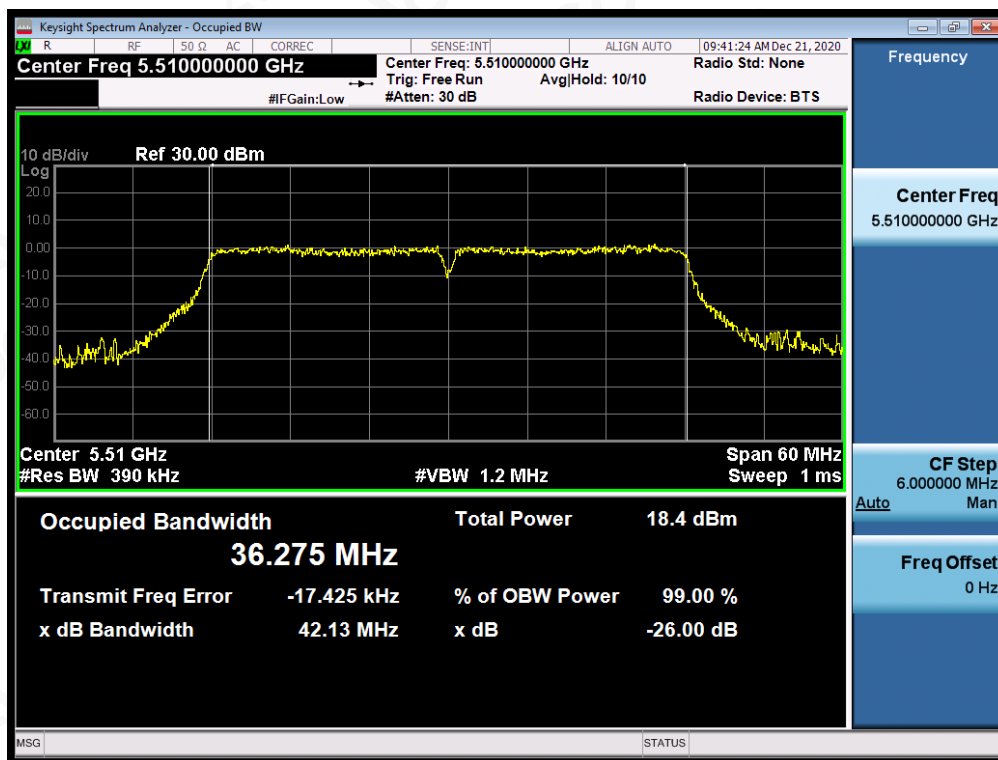 Keysight Spectrum Analyzer - Occupied BW
LXI R RF 50 Ω AC CORREC SENSE:INT ALIGN AUTO 09:41:24 AM Dec 21, 2020
Center Freq 5.510000000 GHz
Center Freq: 5.510000000 GHz Radio Std: None
Trig: Free Run Avg|Hold: 10/10
#IFGain:Low #Atten: 30 dB Radio Device: BTS
10 dB/div Ref 30.00 dBm
Log
20.0
10.0
0.00
-10.0
-20.0
-30.0
-40.0
-50.0
-60.0
Center 5.51 GHz Span 60 MHz
#Res BW 390 kHz #VBW 1.2 MHz Sweep 1 ms
Occupied Bandwidth Total Power 18.4 dBm
36.275 MHz
Transmit Freq Error -17.425 kHz % of OBW Power 99.00 %
x dB Bandwidth 42.13 MHz x dB -26.00 dB
MSG STATUS
Frequency
Center Freq
5.510000000 GHz
CF Step
6.000000 MHz
Auto Man
Freq Offset
0 Hz